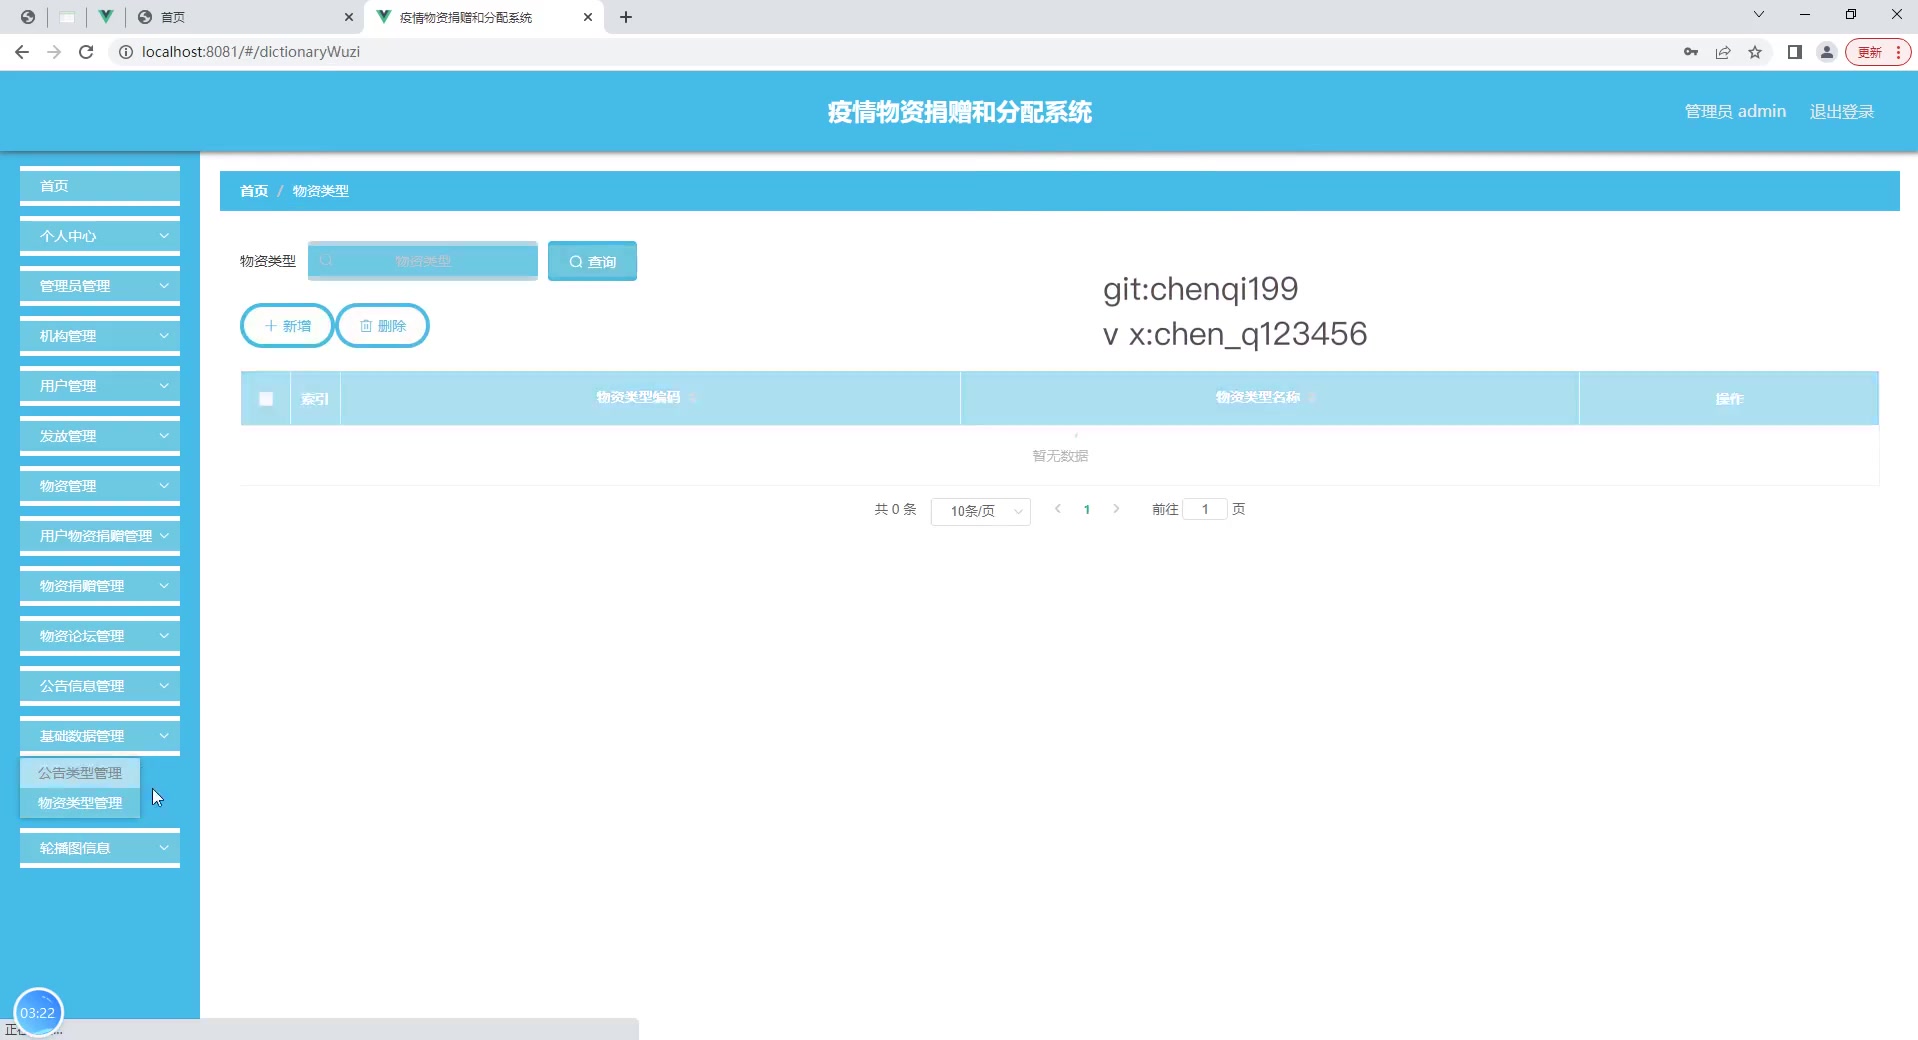 首页
疫情物资捐赠和分配系统
localhost:8081/#/dictionaryWuzi
更新
疫情物资捐赠和分配系统
管理员 admin
退出登录
首页
个人中心
管理员管理
机构管理
用户管理
发放管理
物资管理
用户物资捐赠管理
物资捐赠管理
物资论坛管理
公告信息管理
基础数据管理
公告类型管理
物资类型管理
轮播图信息
首页 / 物资类型
物资类型
物资类型
查询
git:chenqi199
v x:chen_q123456
新增
删除
索引
物资类型编码
物资类型名称
操作
暂无数据
共 0 条
10条/页
1
前往 1 页
03:22